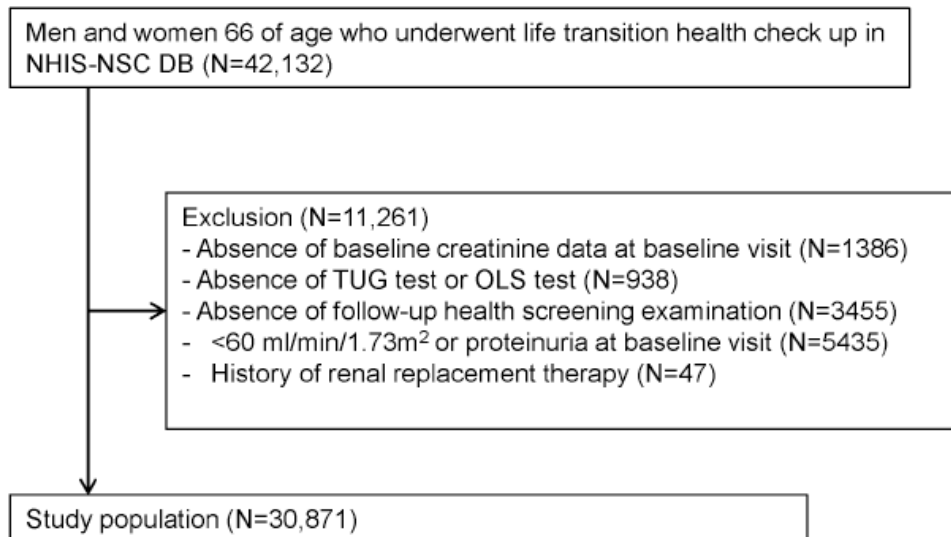 Men and women 66 of age who underwent life transition health check up in
NHIS-NSC DB (N=42,132)
Exclusion (N=11,261)
- Absence of baseline creatinine data at baseline visit (N=1386)
- Absence of TUG test or OLS test (N=938)
- Absence of follow-up health screening examination (N=3455)
- <60 ml/min/1.73m² or proteinuria at baseline visit (N=5435)
- History of renal replacement therapy (N=47)
Study population (N=30,871)